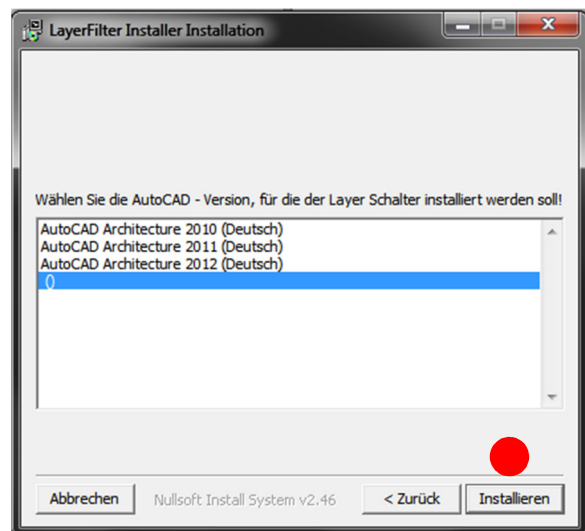 LayerFilter Installer Installation
Wählen Sie die AutoCAD - Version, für die der Layer Schalter installiert werden soll!
AutoCAD Architecture 2010 (Deutsch)
AutoCAD Architecture 2011 (Deutsch)
AutoCAD Architecture 2012 (Deutsch)
()
Abbrechen Nullsoft Install System v2.46 < Zurück Installieren